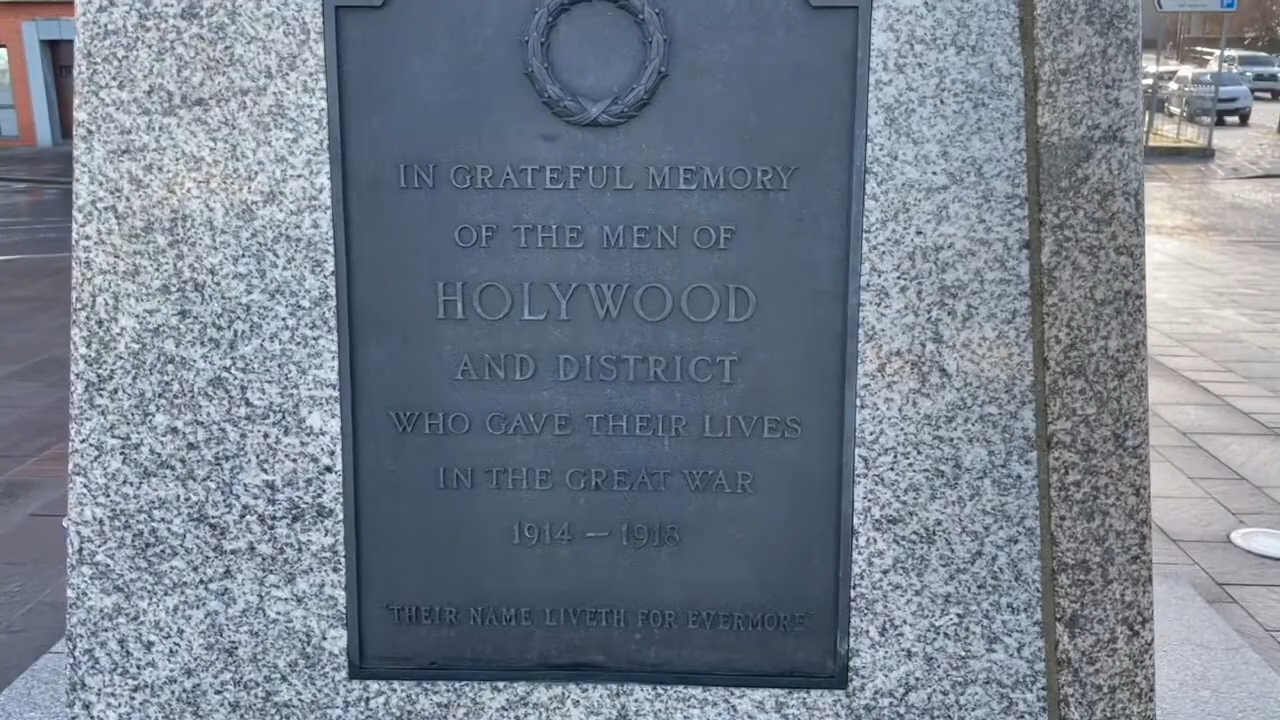 IN GRATEFUL MEMORY
OF THE MEN OF
HOLYWOOD
AND DISTRICT
WHO GAVE THEIR LIVES
IN THE GREAT WAR
1914 — 1918
"THEIR NAME LIVETH FOR EVERMORE"